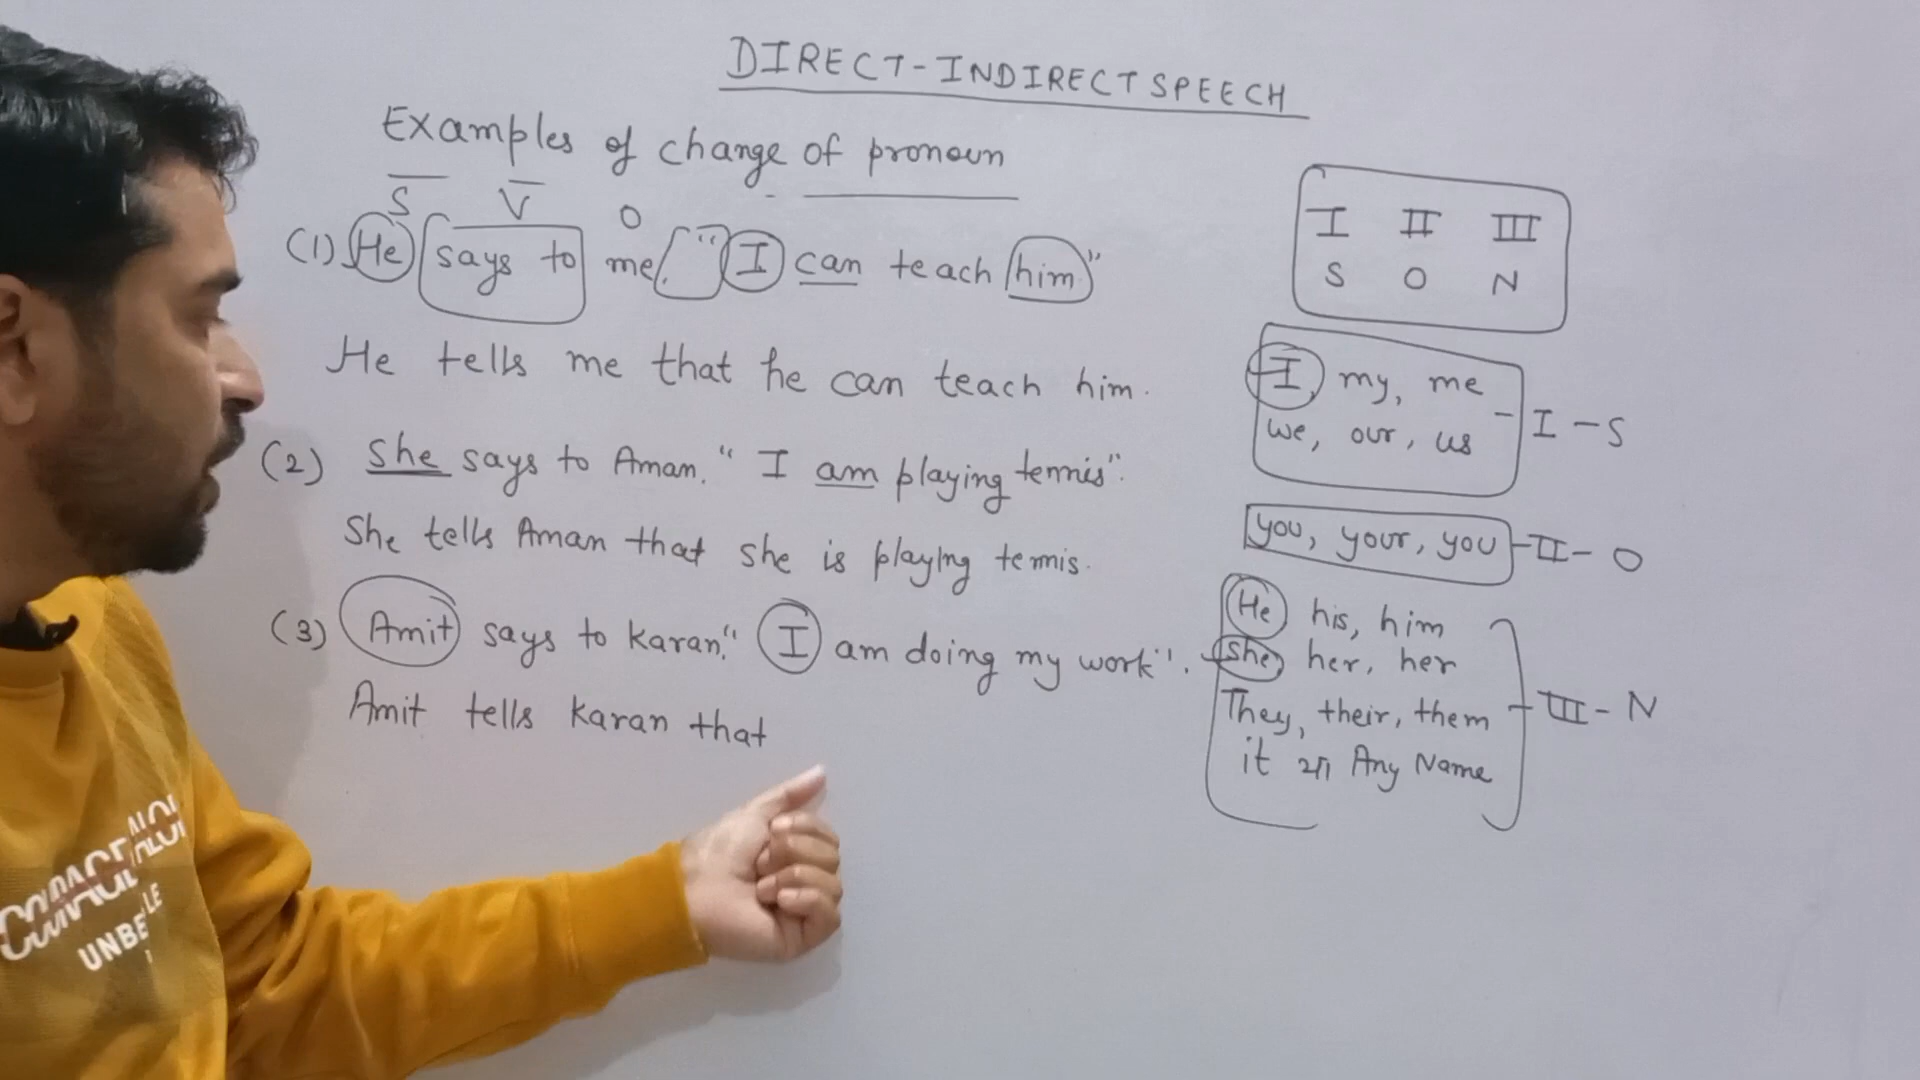 DIRECT-INDIRECT SPEECH
Examples of change of pronoun
S V O
(1) He says to me, "I can teach him"
He tells me that he can teach him.
(2) She says to Aman, "I am playing tennis".
She tells Aman that she is playing tennis.
(3) Amit says to Karan, "I am doing my work".
Amit tells Karan that
I II III
S O N
I, my, me
we, our, us - I - S
you, your, you - II - O
He his, him
She, her, her
They, their, them - III - N
it या Any Name
UNBE LE